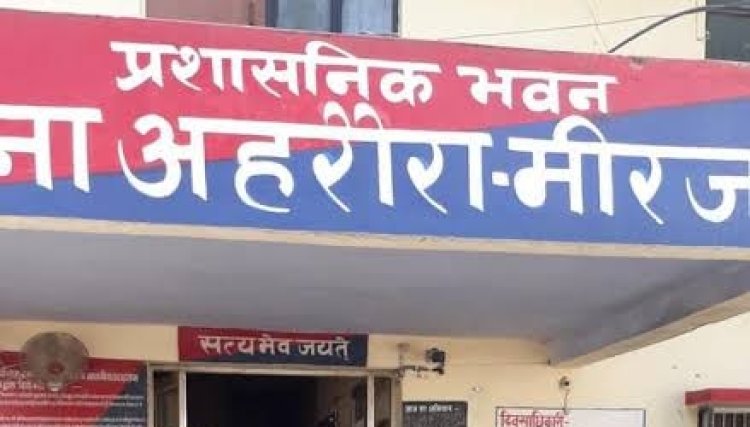 प्रशासनिक भवन
ना अहरौरा-मीरज
सत्यमेव जयते